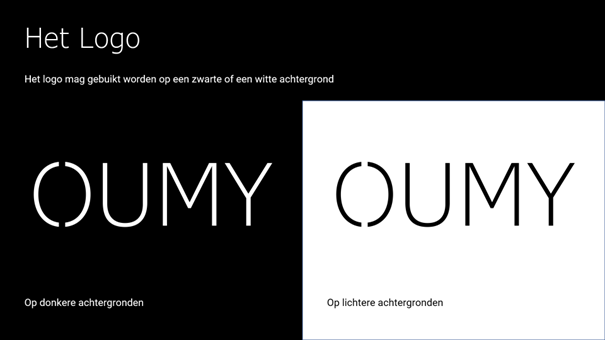 Het Logo
Het logo mag gebuikt worden op een zwarte of een witte achtergrond
OUMY
OUMY
Op donkere achtergronden
Op lichtere achtergronden